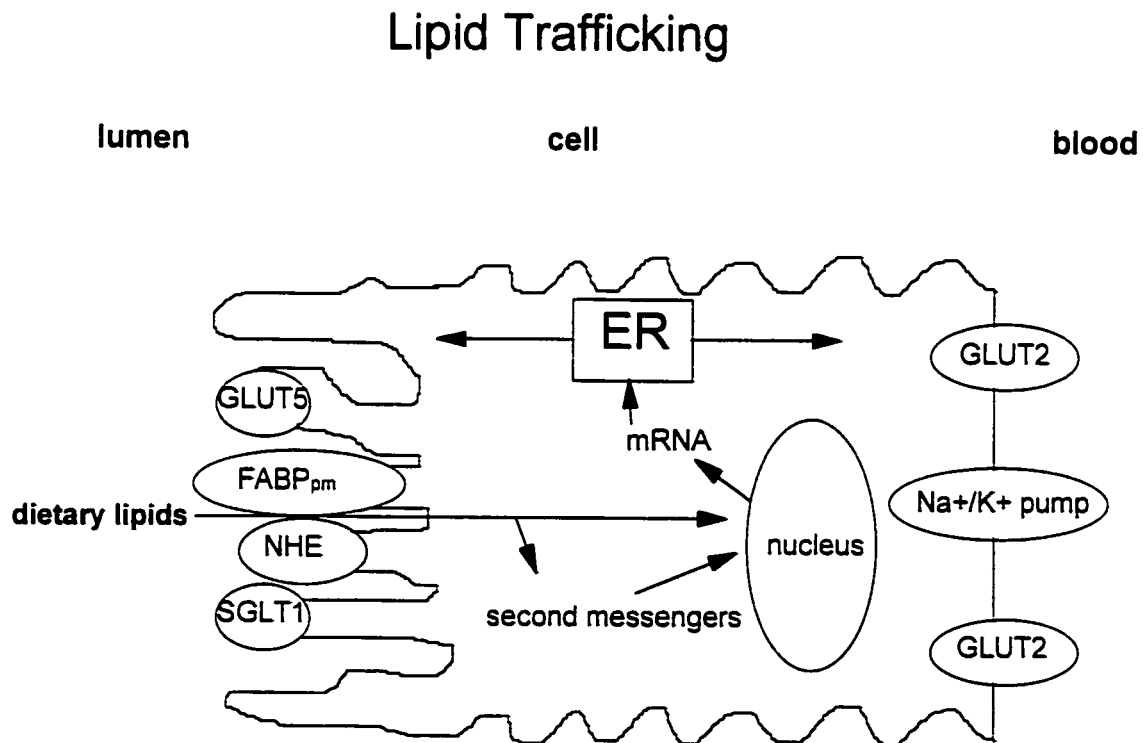 Lipid Trafficking
lumen cell blood
ER
GLUT2
GLUT5
mRNA
FABPpm
dietary lipids
Na+/K+ pump
NHE
nucleus
SGLT1
second messengers
GLUT2